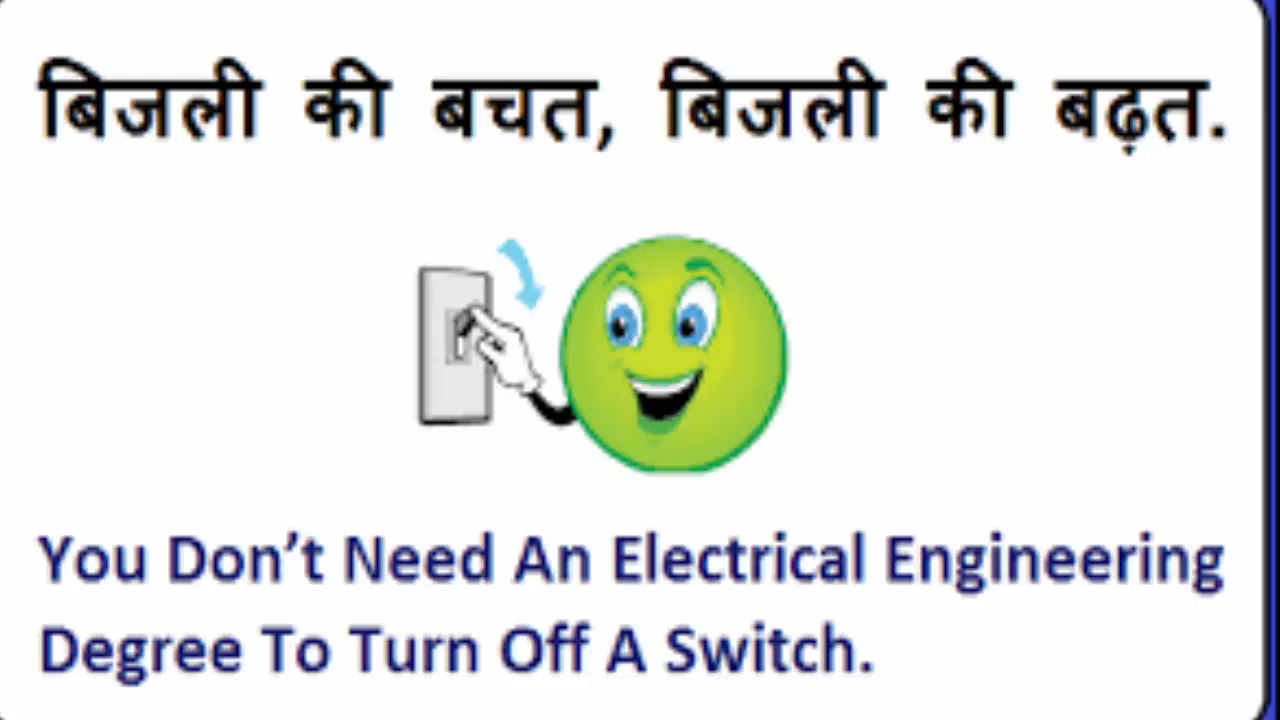 बिजली की बचत, बिजली की बढ़त.
You Don’t Need An Electrical Engineering
Degree To Turn Off A Switch.